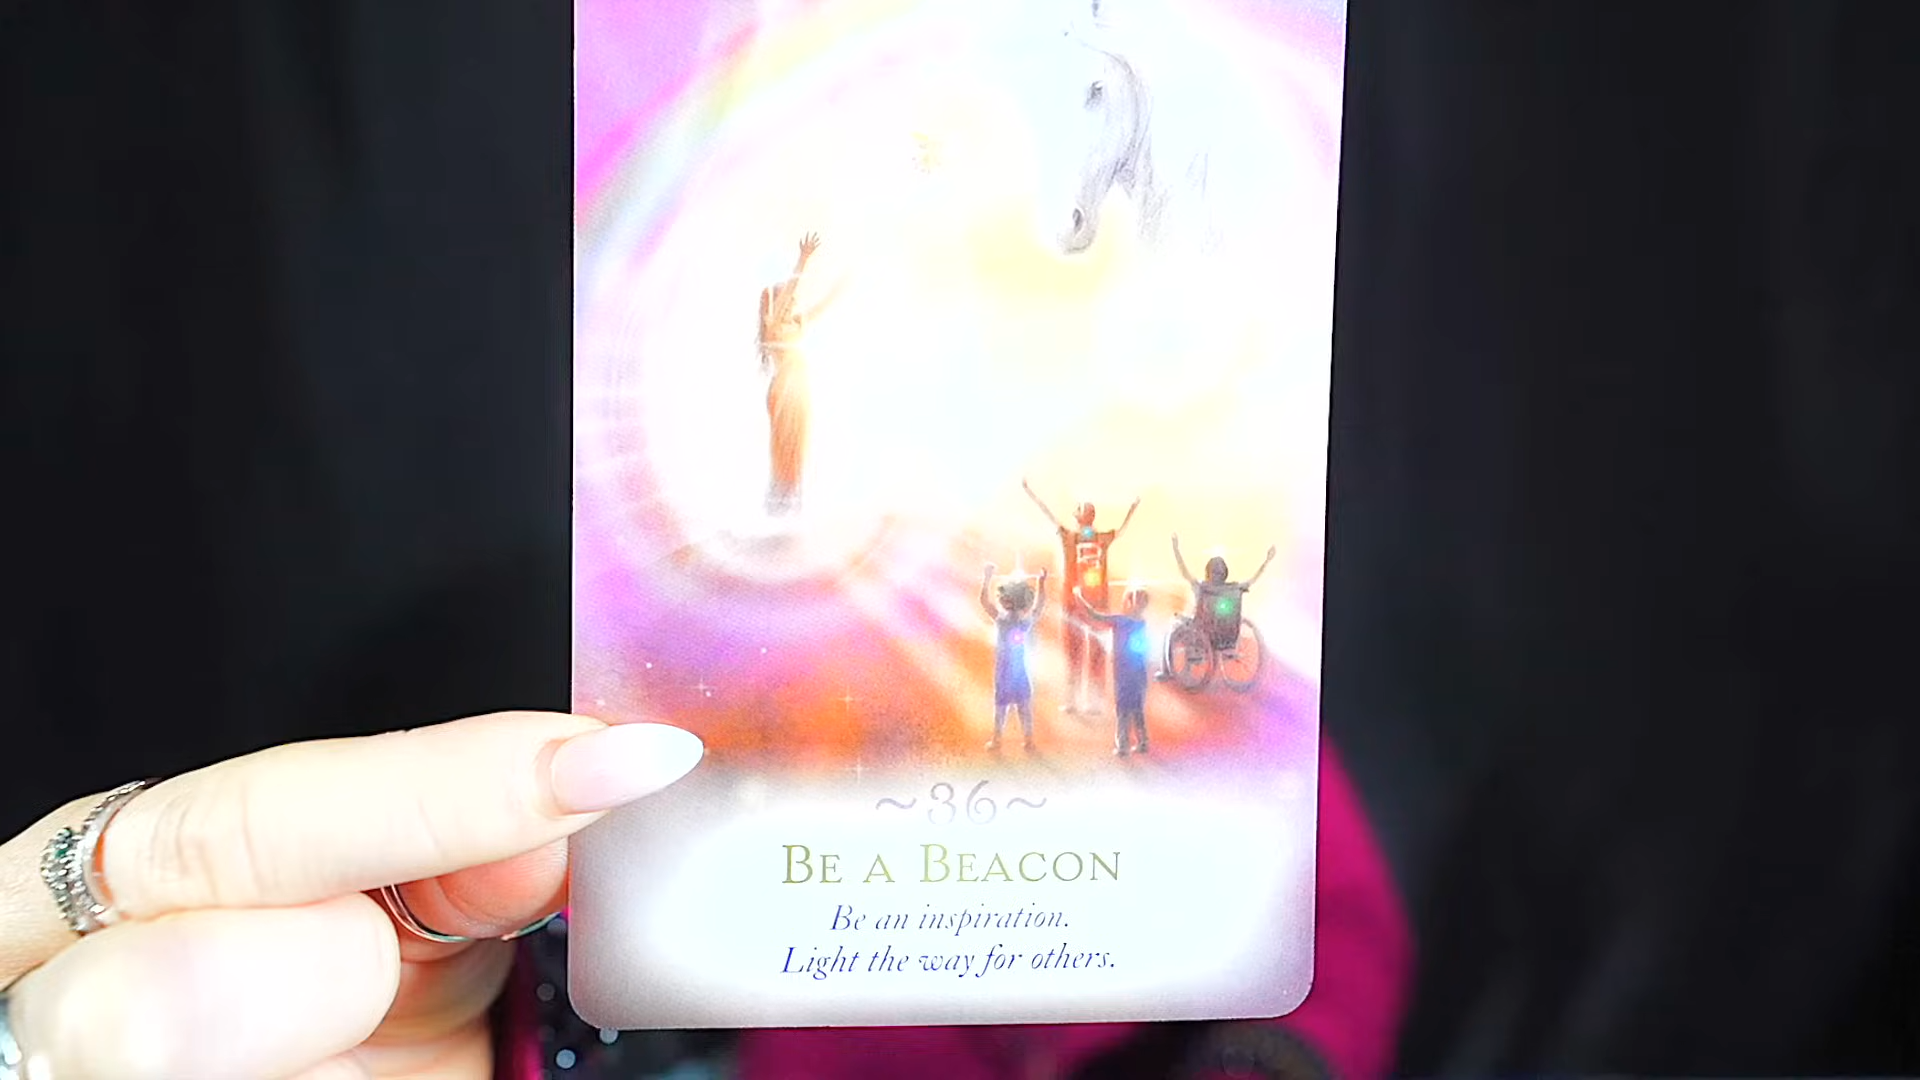 ~36~
BE A BEACON
Be an inspiration.
Light the way for others.